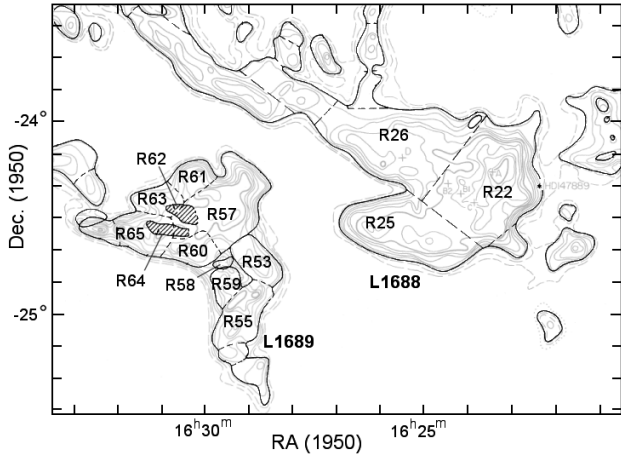 -24°
R26
R62
R61
HD147889
R22
R63
R57
R25
R65
R60
R53
R64
R58
R59
L1688
-25°
R55
L1689
Dec. (1950)
16h30m
16h25m
RA (1950)